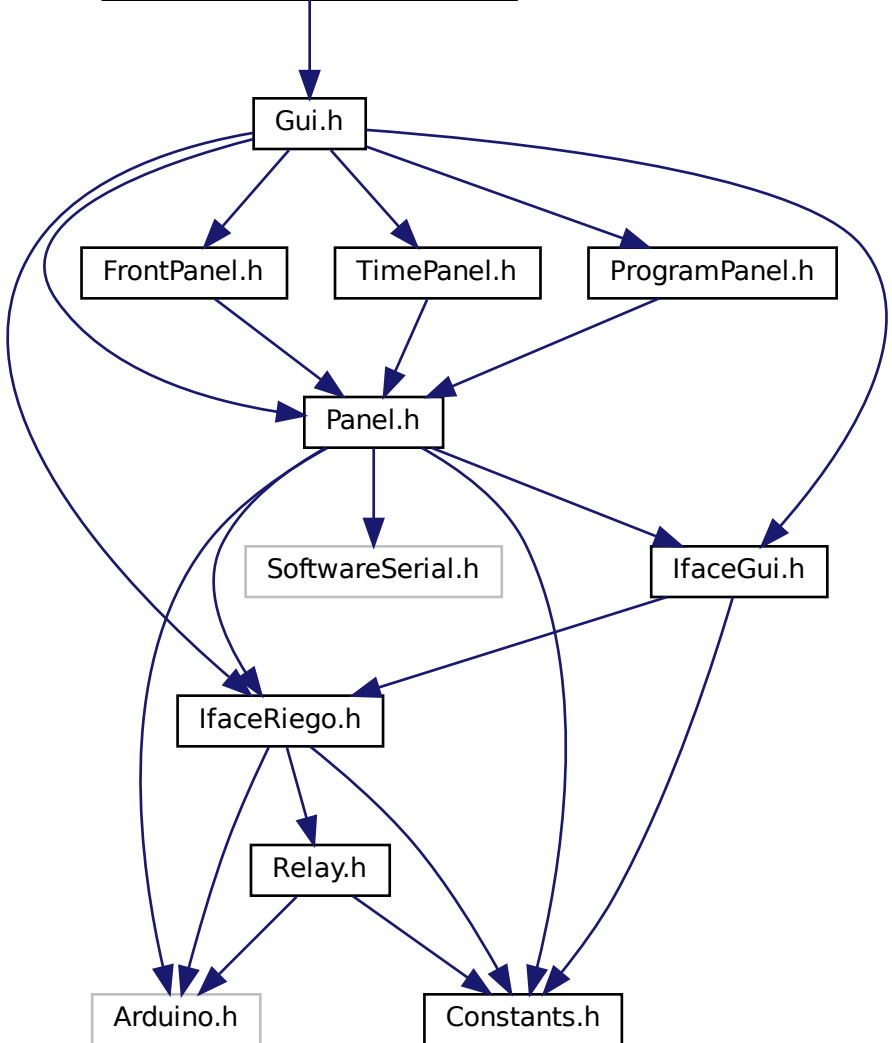 Gui.h
FrontPanel.h
TimePanel.h
ProgramPanel.h
Panel.h
SoftwareSerial.h
IfaceGui.h
IfaceRiego.h
Relay.h
Arduino.h
Constants.h